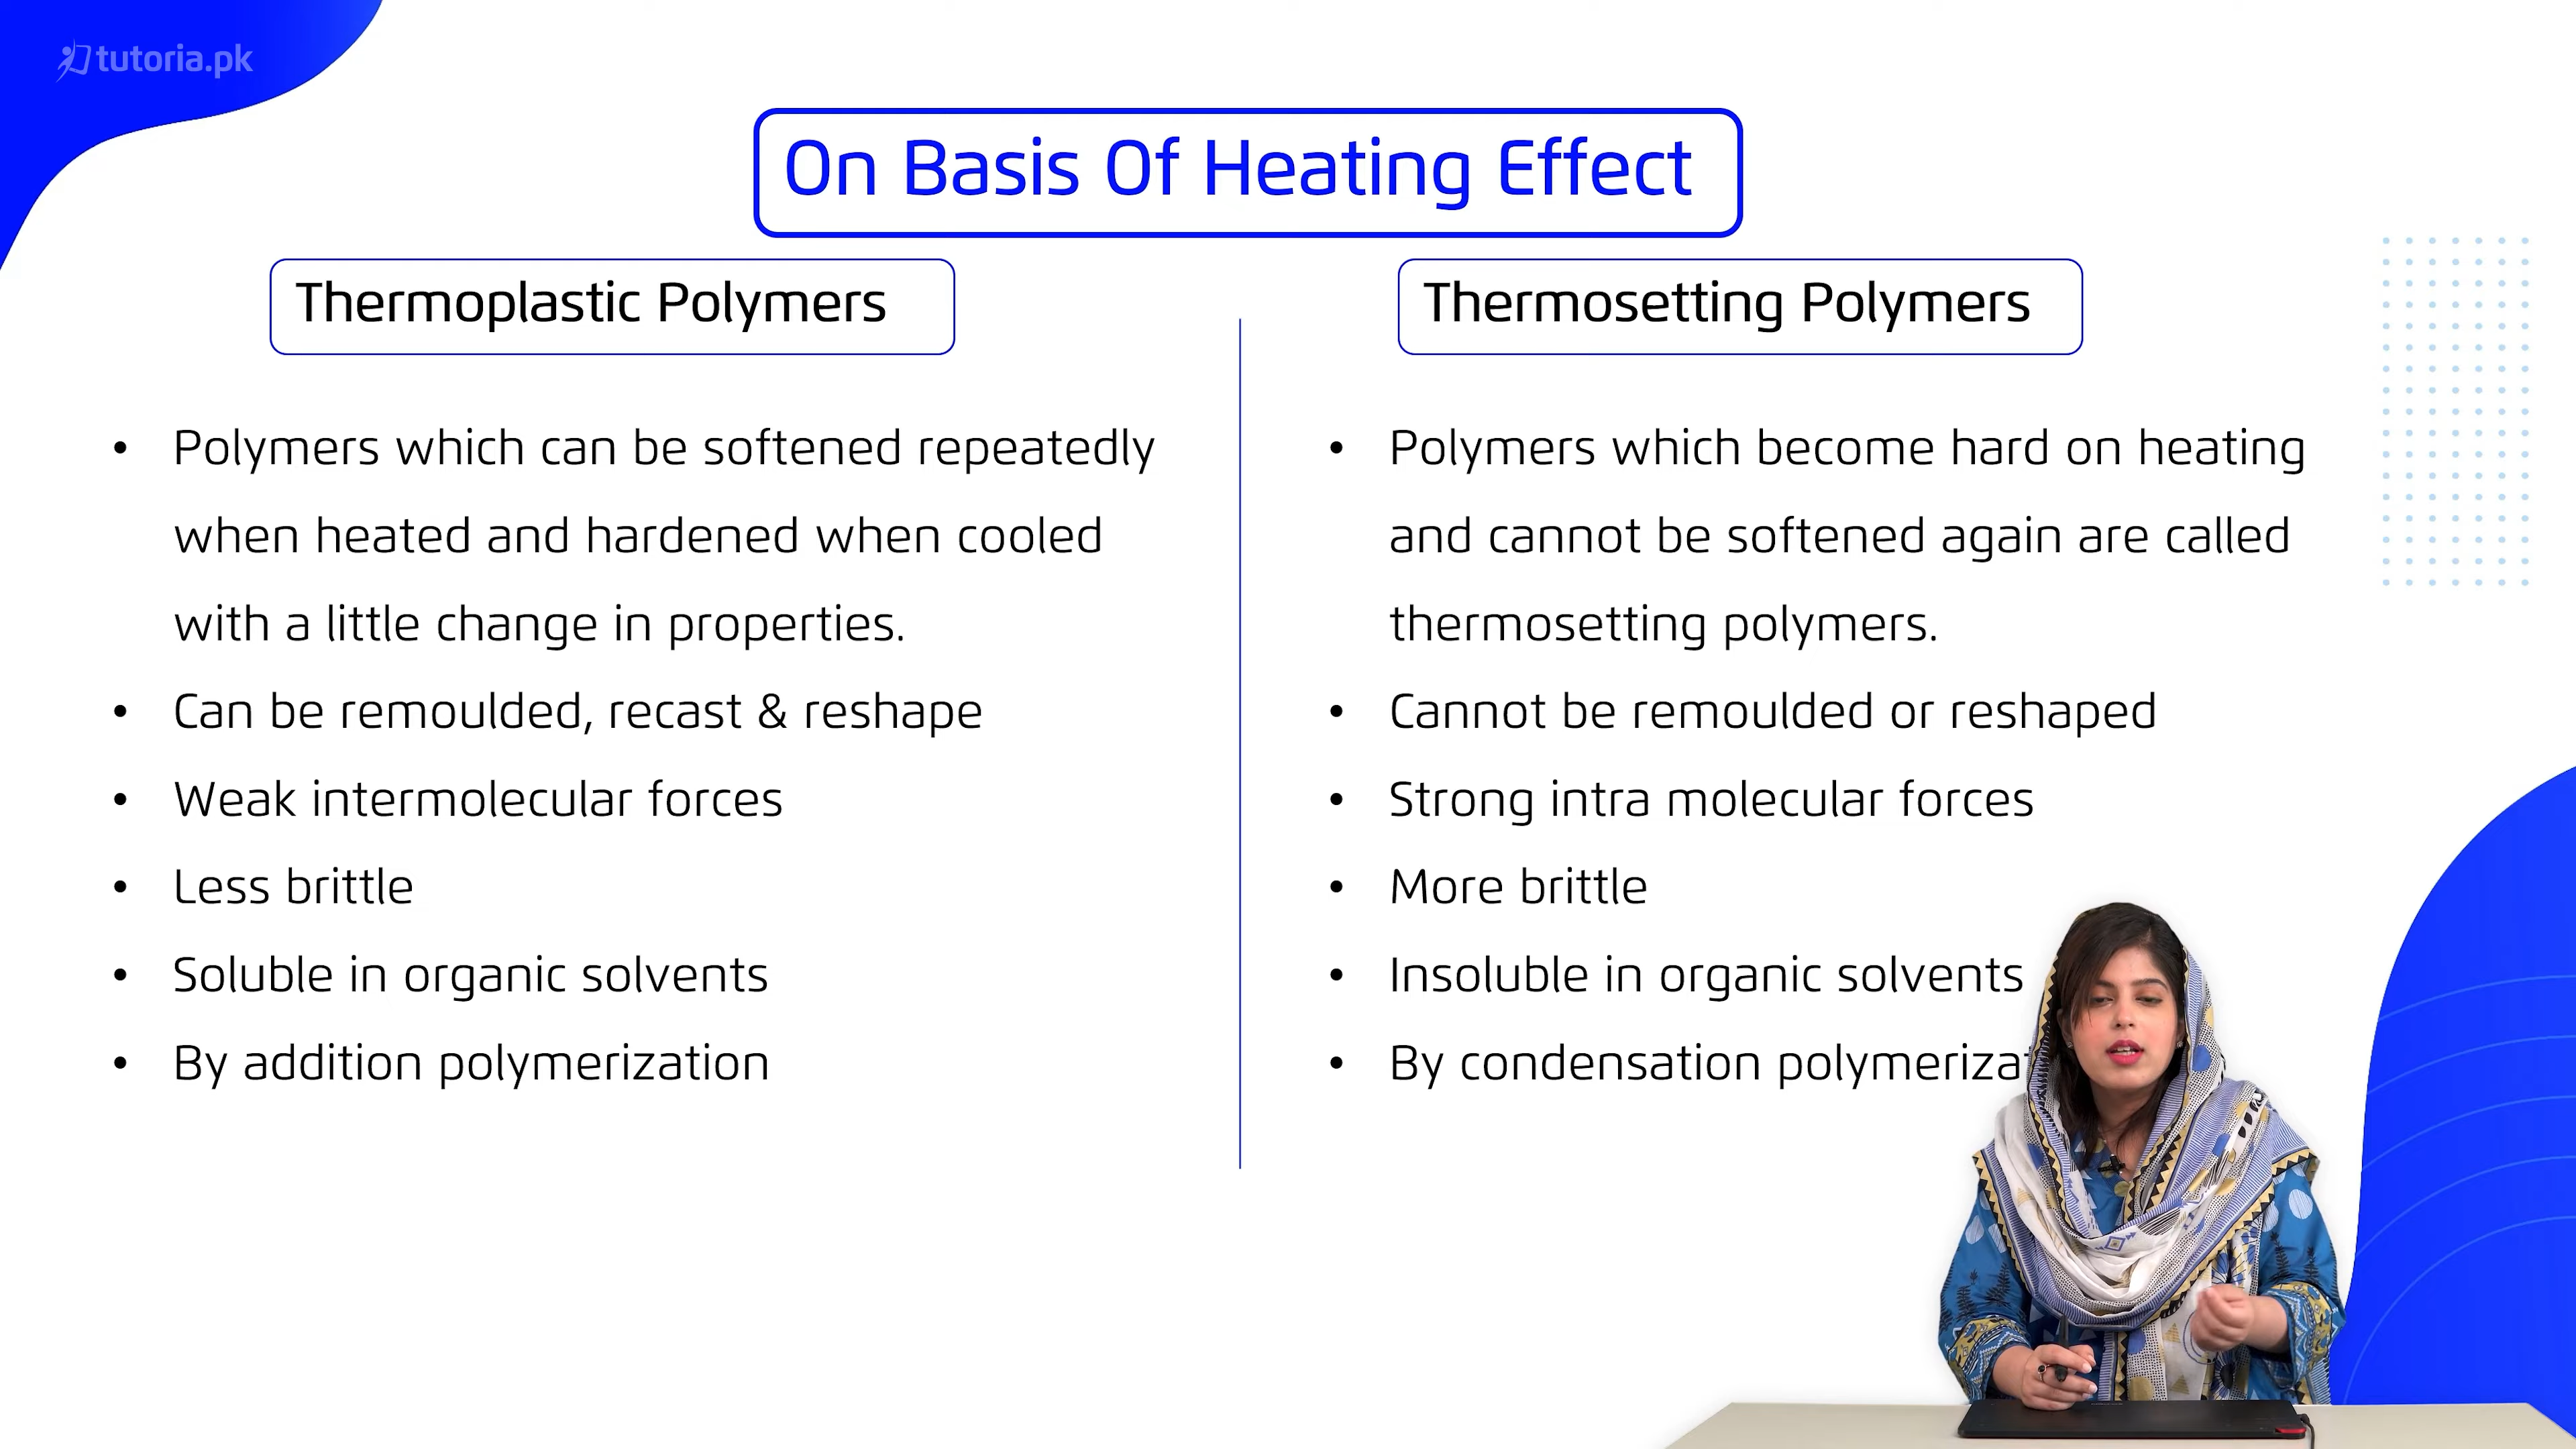 tutoria.pk
On Basis Of Heating Effect
Thermoplastic Polymers
• Polymers which can be softened repeatedly
when heated and hardened when cooled
with a little change in properties.
• Can be remoulded, recast & reshape
• Weak intermolecular forces
• Less brittle
• Soluble in organic solvents
• By addition polymerization
Thermosetting Polymers
• Polymers which become hard on heating
and cannot be softened again are called
thermosetting polymers.
• Cannot be remoulded or reshaped
• Strong intra molecular forces
• More brittle
• Insoluble in organic solvents
• By condensation